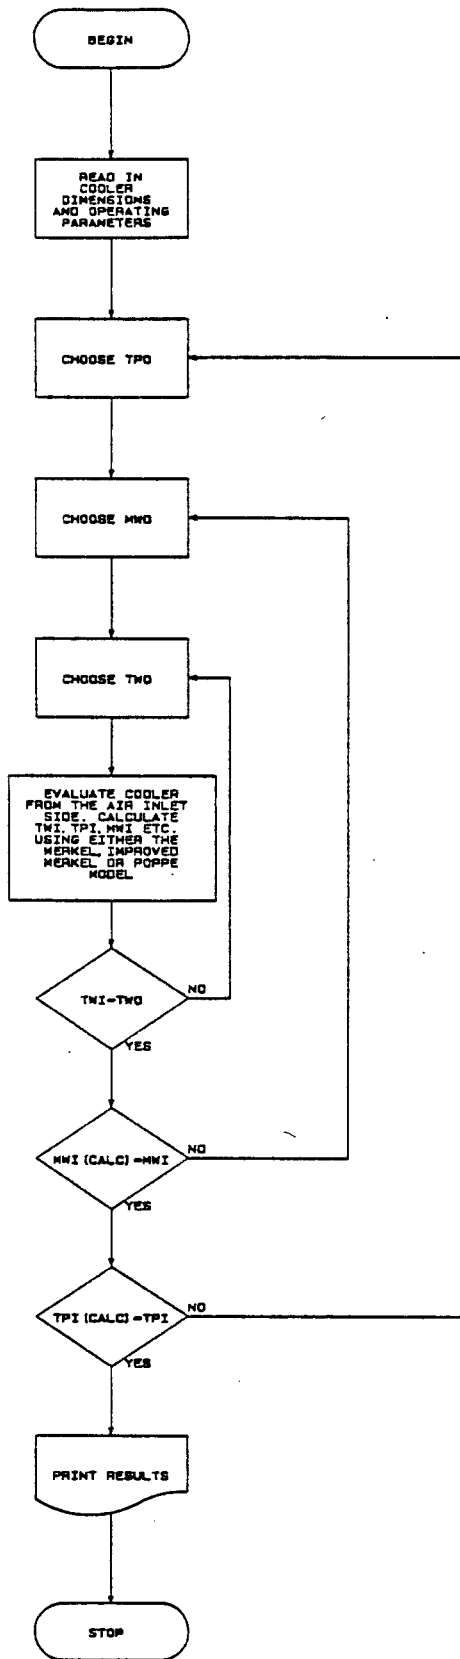 BEGIN
READ IN
COOLER
DIMENSIONS
AND OPERATING
PARAMETERS
CHOOSE TPO
CHOOSE MWO
CHOOSE TWO
EVALUATE COOLER
FROM THE AIR INLET
SIDE. CALCULATE
TWI, TPI, MWI ETC.
USING EITHER THE
MERKEL, IMPROVED
MERKEL OR POPPE
MODEL
TWI=TWO
NO
YES
MWI (CALC) =MWI
NO
YES
TPI (CALC) =TPI
NO
YES
PRINT RESULTS
STOP